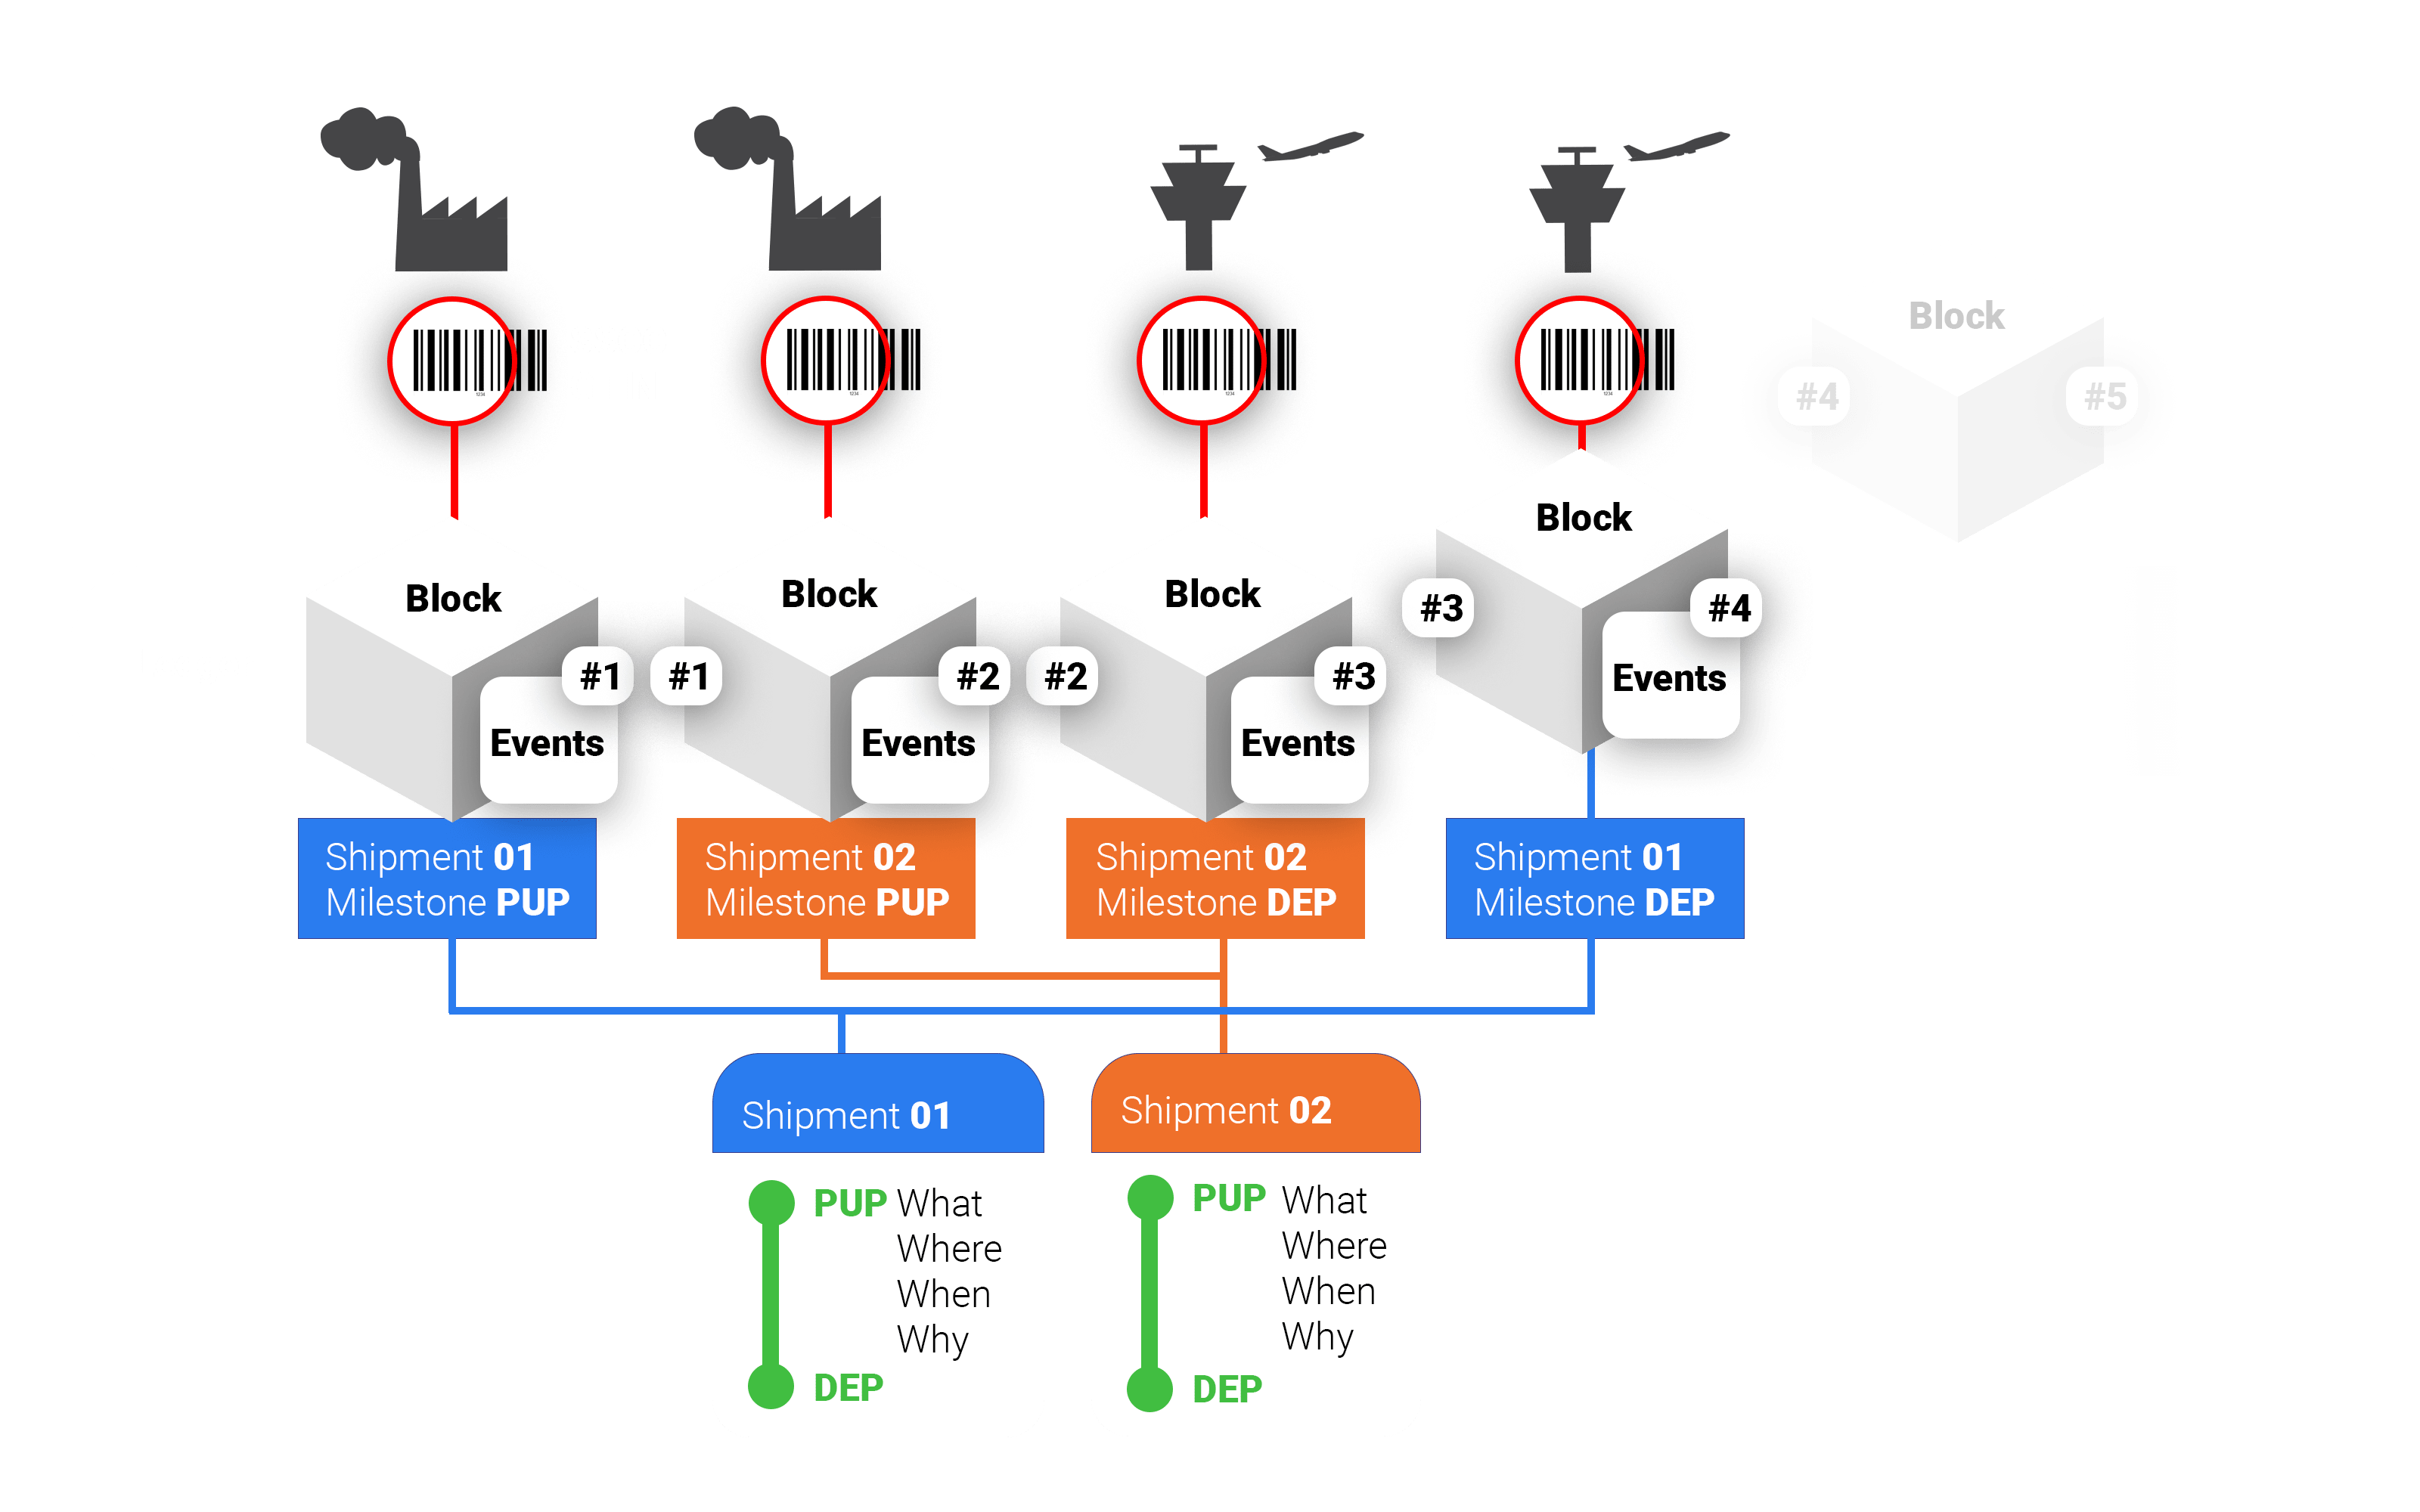 Block
#4
#5
Block
#3
#4
Events
Block
#1
Events
Block
#1
#2
Events
Block
#2
#3
Events
Shipment 01
Milestone PUP
Shipment 02
Milestone PUP
Shipment 02
Milestone DEP
Shipment 01
Milestone DEP
Shipment 01
PUP What
Where
When
Why
DEP
Shipment 02
PUP What
Where
When
Why
DEP